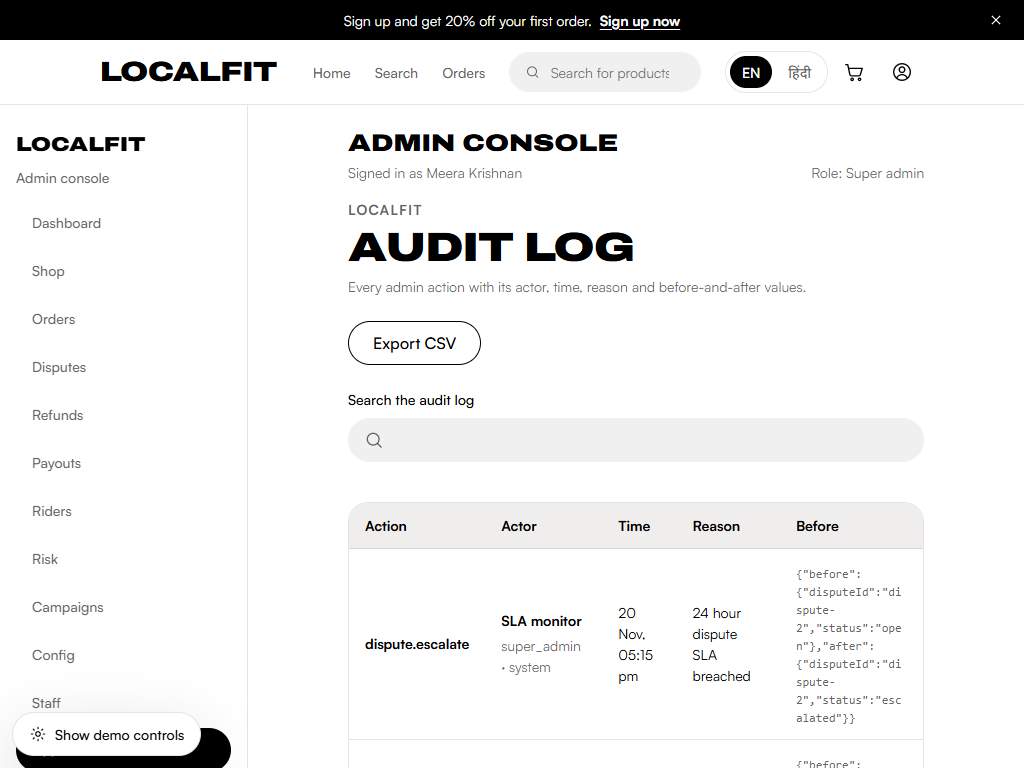 Sign up and get 20% off your first order. Sign up now
LOCALFIT
Home
Search
Orders
Search for products
EN
हिंदी
LOCALFIT
Admin console
Dashboard
Shop
Orders
Disputes
Refunds
Payouts
Riders
Risk
Campaigns
Config
Staff
Show demo controls
ADMIN CONSOLE
Signed in as Meera Krishnan
Role: Super admin
LOCALFIT
AUDIT LOG
Every admin action with its actor, time, reason and before-and-after values.
Export CSV
Search the audit log
Action Actor Time Reason Before
dispute.escalate
SLA monitor
super_admin
· system
20
Nov,
05:15
pm
24 hour
dispute
SLA
breached
{"before":
{"disputeId":"di
spute-
2","status":"ope
n"},"after":
{"disputeId":"di
spute-
2","status":"esc
alated"}}
{"before":